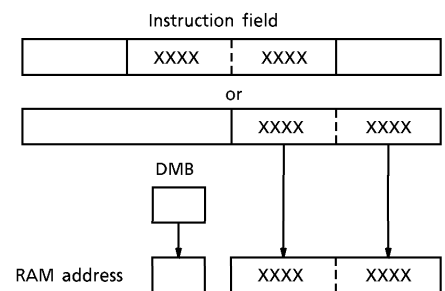 Instruction field
XXXX XXXX
or
XXXX XXXX
DMB
RAM address XXXX XXXX